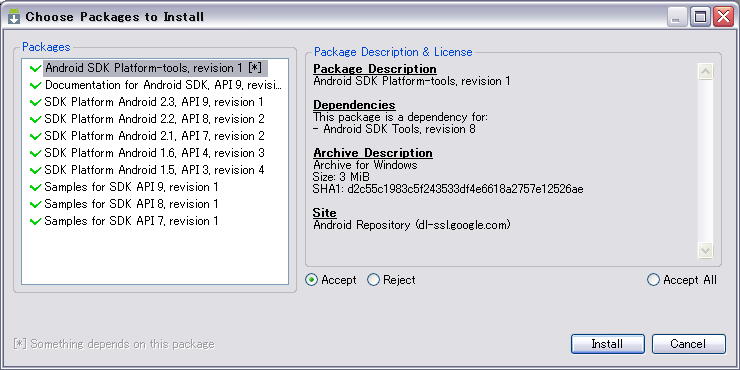 Choose Packages to Install
Packages
Android SDK Platform-tools, revision 1 [*]
Documentation for Android SDK, API 9, revisi...
SDK Platform Android 2.3, API 9, revision 1
SDK Platform Android 2.2, API 8, revision 2
SDK Platform Android 2.1, API 7, revision 2
SDK Platform Android 1.6, API 4, revision 3
SDK Platform Android 1.5, API 3, revision 4
Samples for SDK API 9, revision 1
Samples for SDK API 8, revision 1
Samples for SDK API 7, revision 1
Package Description & License
Package Description
Android SDK Platform-tools, revision 1
Dependencies
This package is a dependency for:
- Android SDK Tools, revision 8
Archive Description
Archive for Windows
Size: 3 MiB
SHA1: d2c55c1983c5f243533df4e6618a2757e12526ae
Site
Android Repository (dl-ssl.google.com)
Accept Reject Accept All
[*] Something depends on this package
Install Cancel